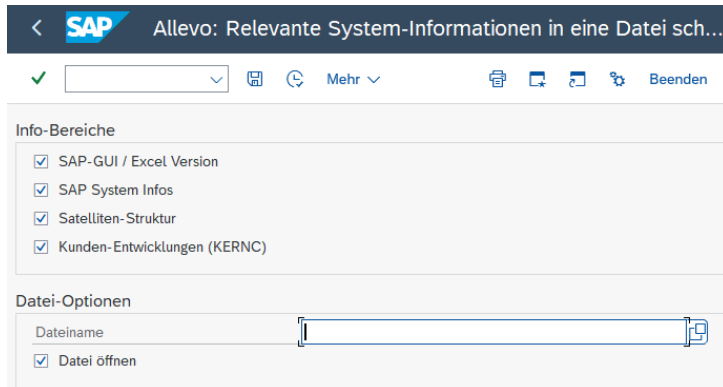 SAP Allevo: Relevante System-Informationen in eine Datei sch...
Mehr Beenden
Info-Bereiche
SAP-GUI / Excel Version
SAP System Infos
Satelliten-Struktur
Kunden-Entwicklungen (KERNC)
Datei-Optionen
Dateiname
Datei öffnen